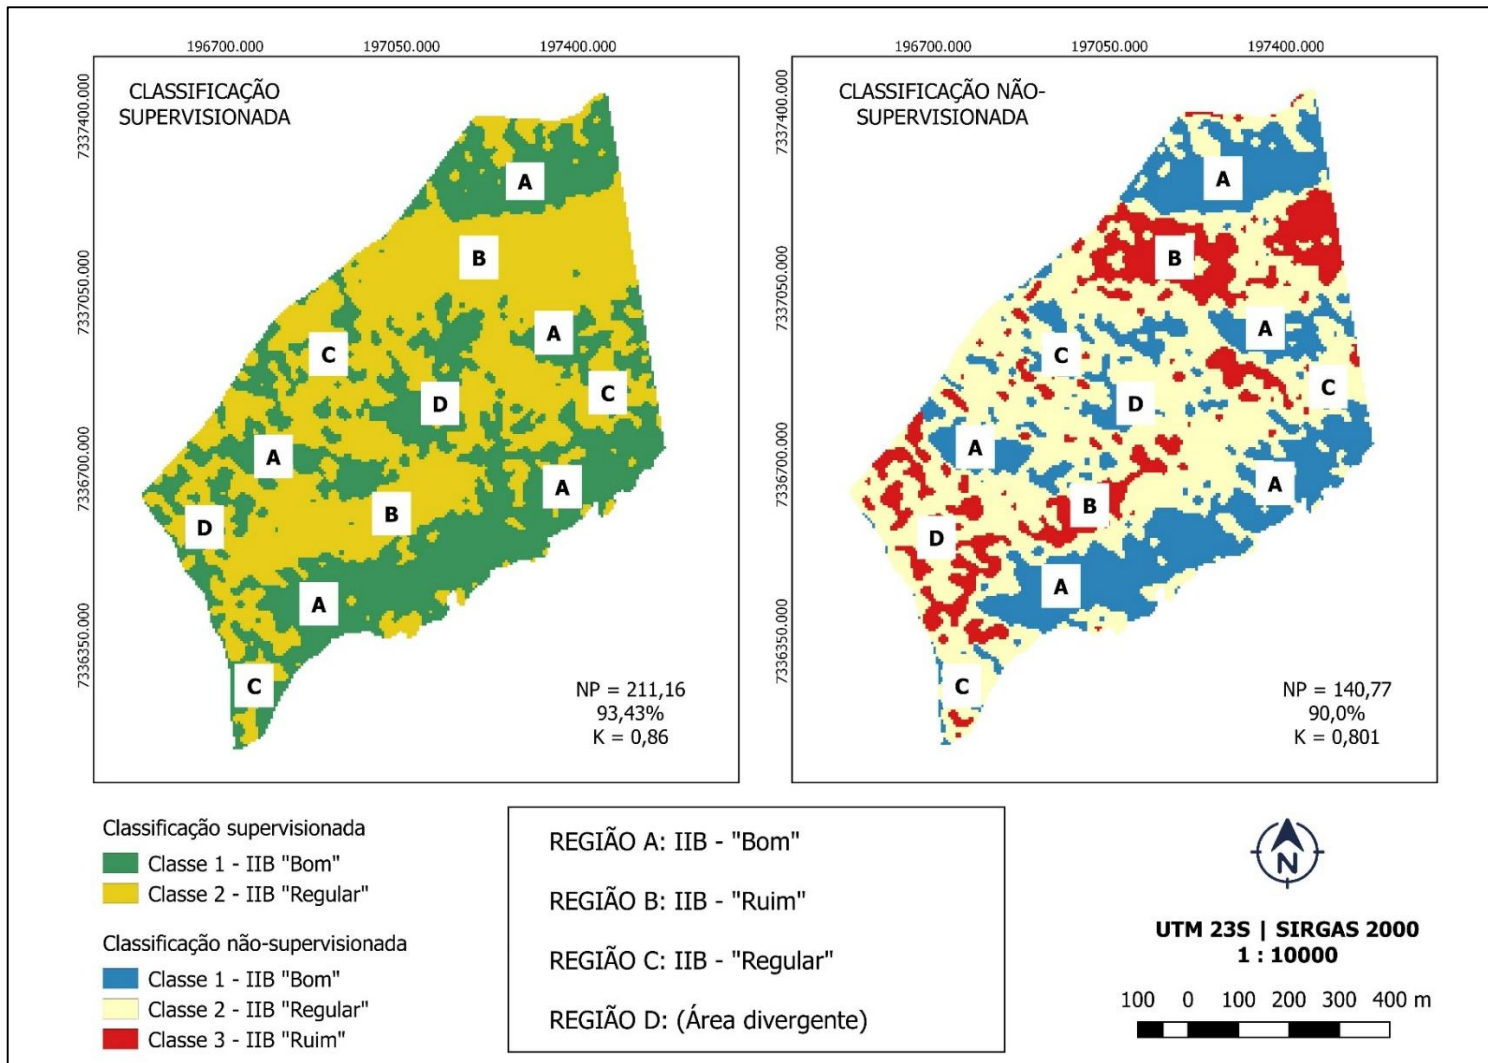 196700.000 197050.000 197400.000
196700.000 197050.000 197400.000
7337400.000
7337050.000
7336700.000
7336350.000
CLASSIFICAÇÃO
SUPERVISIONADA
A
B
A
C
C
D
A
A
B
D
A
C
NP = 211,16
93,43%
K = 0,86
7337400.000
7337050.000
7336700.000
7336350.000
CLASSIFICAÇÃO NÃO-
SUPERVISIONADA
A
B
A
C
C
D
A
A
B
D
A
C
NP = 140,77
90,0%
K = 0,801
Classificação supervisionada
Classe 1 - IIB "Bom"
Classe 2 - IIB "Regular"
Classificação não-supervisionada
Classe 1 - IIB "Bom"
Classe 2 - IIB "Regular"
Classe 3 - IIB "Ruim"
REGIÃO A: IIB - "Bom"
REGIÃO B: IIB - "Ruim"
REGIÃO C: IIB - "Regular"
REGIÃO D: (Área divergente)
N
UTM 23S | SIRGAS 2000
1 : 10000
100 0 100 200 300 400 m